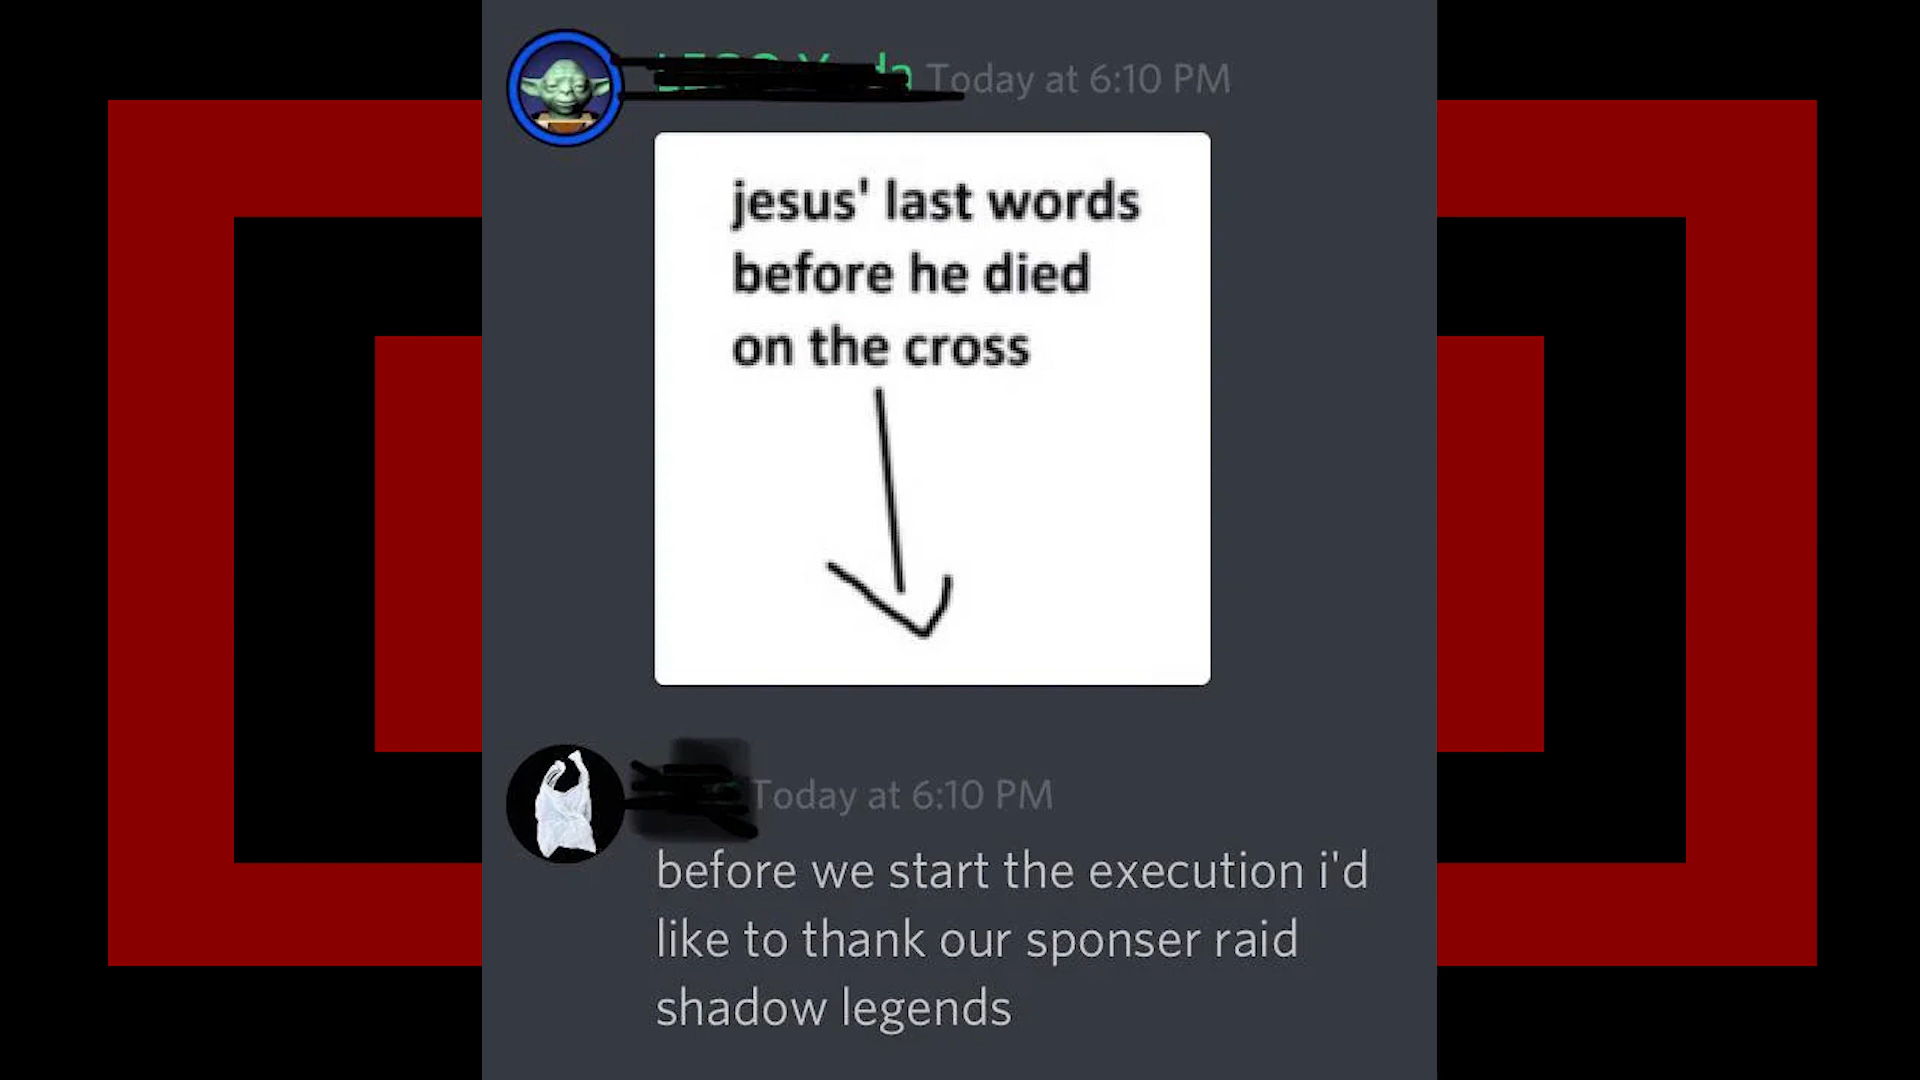 Today at 6:10 PM
jesus' last words
before he died
on the cross
Today at 6:10 PM
before we start the execution i'd
like to thank our sponser raid
shadow legends